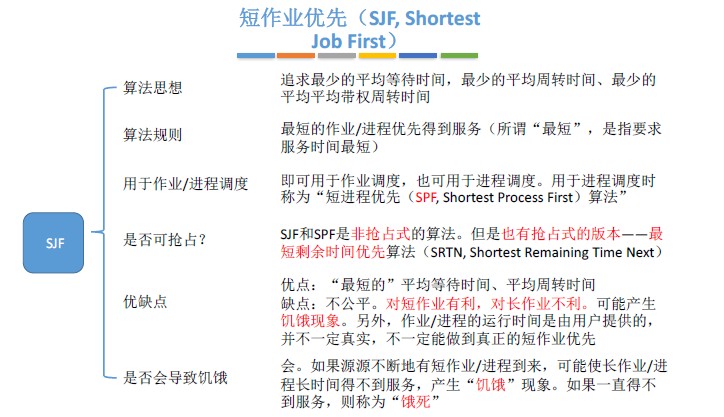 短作业优先（SJF, Shortest
Job First）
算法思想
追求最少的平均等待时间，最少的平均周转时间、最少的
平均平均带权周转时间
算法规则
最短的作业/进程优先得到服务（所谓“最短”，是指要求
服务时间最短）
用于作业/进程调度
即可用于作业调度，也可用于进程调度。用于进程调度时
称为“短进程优先（SPF, Shortest Process First）算法”
SJF
是否可抢占？
SJF和SPF是非抢占式的算法。但是也有抢占式的版本——最
短剩余时间优先算法（SRTN, Shortest Remaining Time Next）
优缺点
优点：“最短的”平均等待时间、平均周转时间
缺点：不公平。对短作业有利，对长作业不利。可能产生
饥饿现象。另外，作业/进程的运行时间是由用户提供的，
并不一定真实，不一定能做到真正的短作业优先
是否会导致饥饿
会。如果源源不断地有短作业/进程到来，可能使长作业/进
程长时间得不到服务，产生“饥饿”现象。如果一直得不
到服务，则称为“饿死”